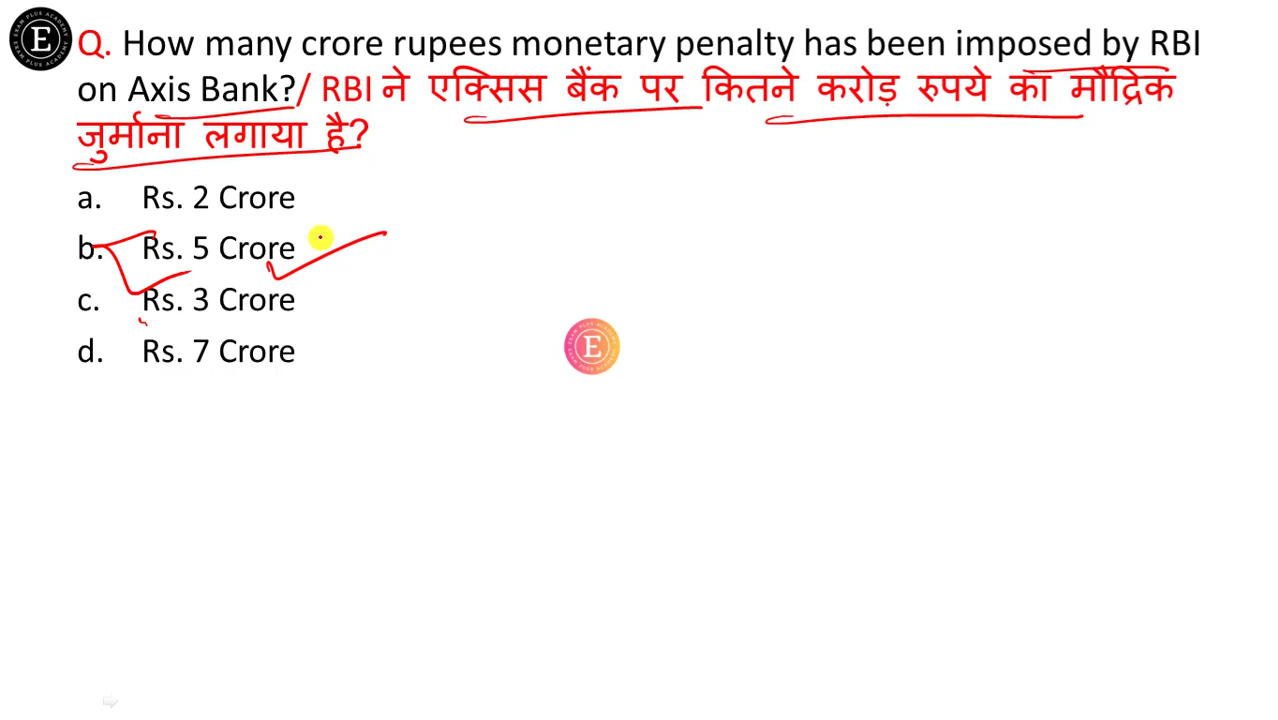 E
Q. How many crore rupees monetary penalty has been imposed by RBI
on Axis Bank?/ RBI ने एक्सिस बैंक पर कितने करोड़ रुपये का मौद्रिक
जुर्माना लगाया है?
a. Rs. 2 Crore
b. Rs. 5 Crore
c. Rs. 3 Crore
d. Rs. 7 Crore
E